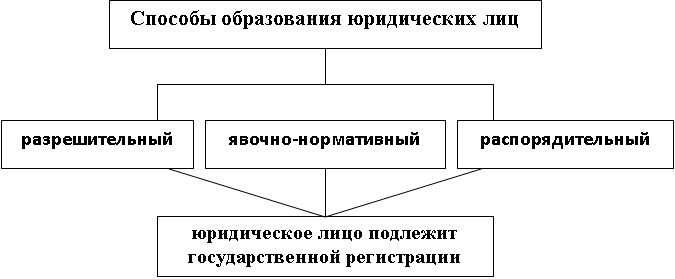 Способы образования юридических лиц
разрешительный
явочно-нормативный
распорядительный
юридическое лицо подлежит
государственной регистрации